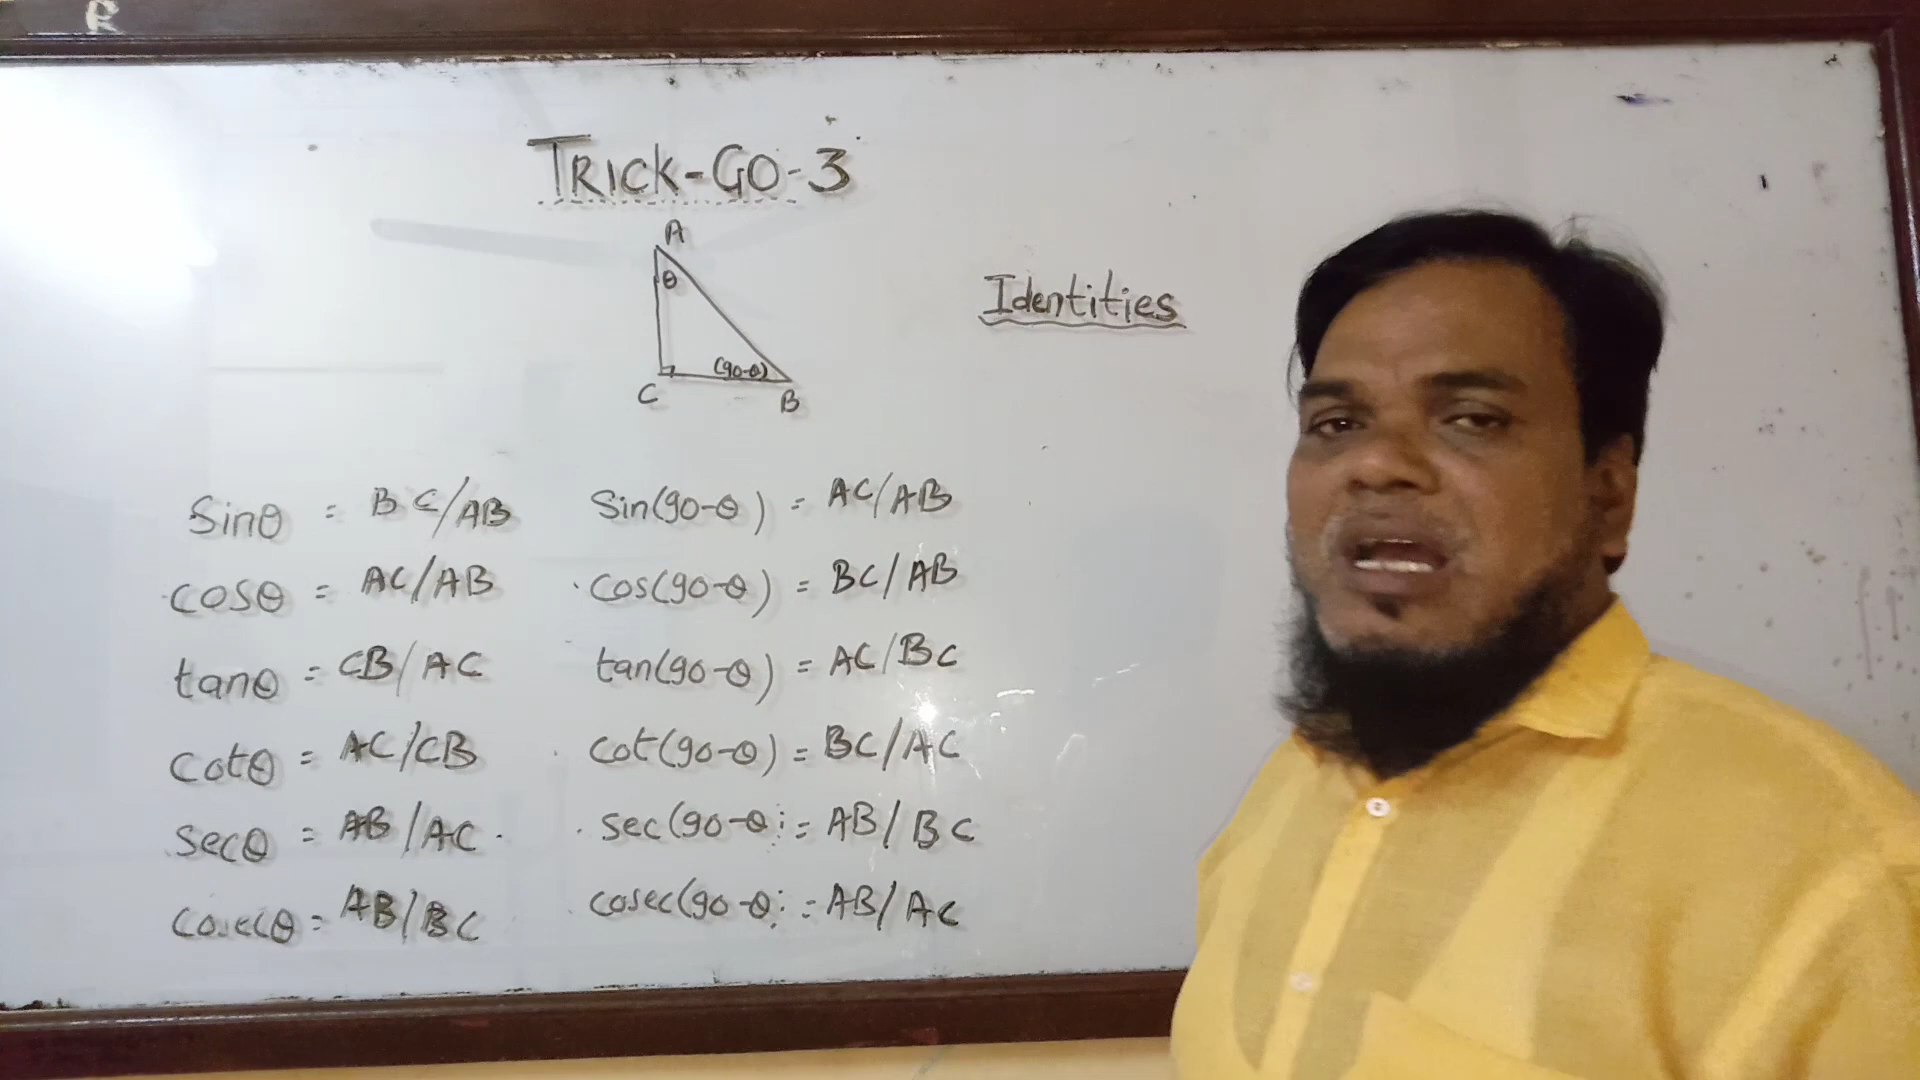 R
TRICK-GO-3
A
θ
(90-θ)
C
B
Identities
Sinθ = BC/AB
Sin(90-θ) = AC/AB
cosθ = AC/AB
cos(90-θ) = BC/AB
tanθ = CB/AC
tan(90-θ) = AC/BC
cotθ = AC/CB
cot(90-θ) = BC/AC
secθ = AB/AC
sec(90-θ) = AB/BC
cosecθ = AB/BC
cosec(90-θ) = AB/AC